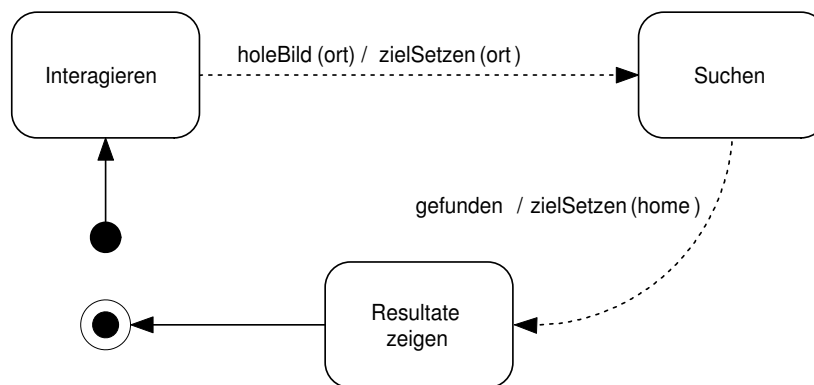 Interagieren
holeBild (ort) / zielSetzen (ort)
Suchen
gefunden / zielSetzen (home)
Resultate
zeigen